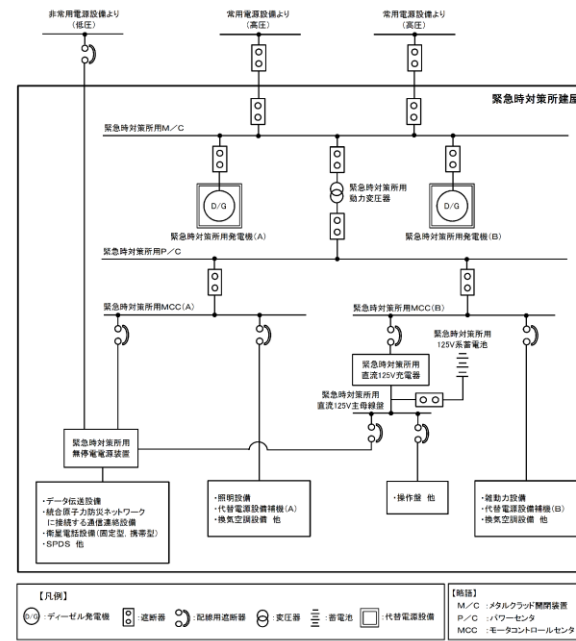 非常用電源設備より
(低圧)
常用電源設備より
(高圧)
常用電源設備より
(高圧)
緊急時対策所建屋
緊急時対策所用M/C
緊急時対策所用
動力変圧器
D/G
D/G
緊急時対策所用発電機(A)
緊急時対策所用発電機(B)
緊急時対策所用P/C
緊急時対策所用MCC(A)
緊急時対策所用MCC(B)
緊急時対策所用
125V系蓄電池
緊急時対策所用
直流125V充電器
緊急時対策所用
直流125V主母線盤
緊急時対策所用
無停電電源装置
・データ伝送設備
・統合原子力防災ネットワーク
に接続する通信連絡設備
・衛星電話設備(固定型, 携帯型)
・SPDS 他
・照明設備
・代替電源設備補機(A)
・換気空調設備 他
・操作盤 他
・雑動力設備
・代替電源設備補機(B)
・換気空調設備 他
【凡例】
D/G :ディーゼル発電機 :遮断器 :配線用遮断器 :変圧器 :蓄電池 :代替電源設備
【略語】
M/C :メタルクラッド開閉装置
P/C :パワーセンタ
MCC :モータコントロールセンタ